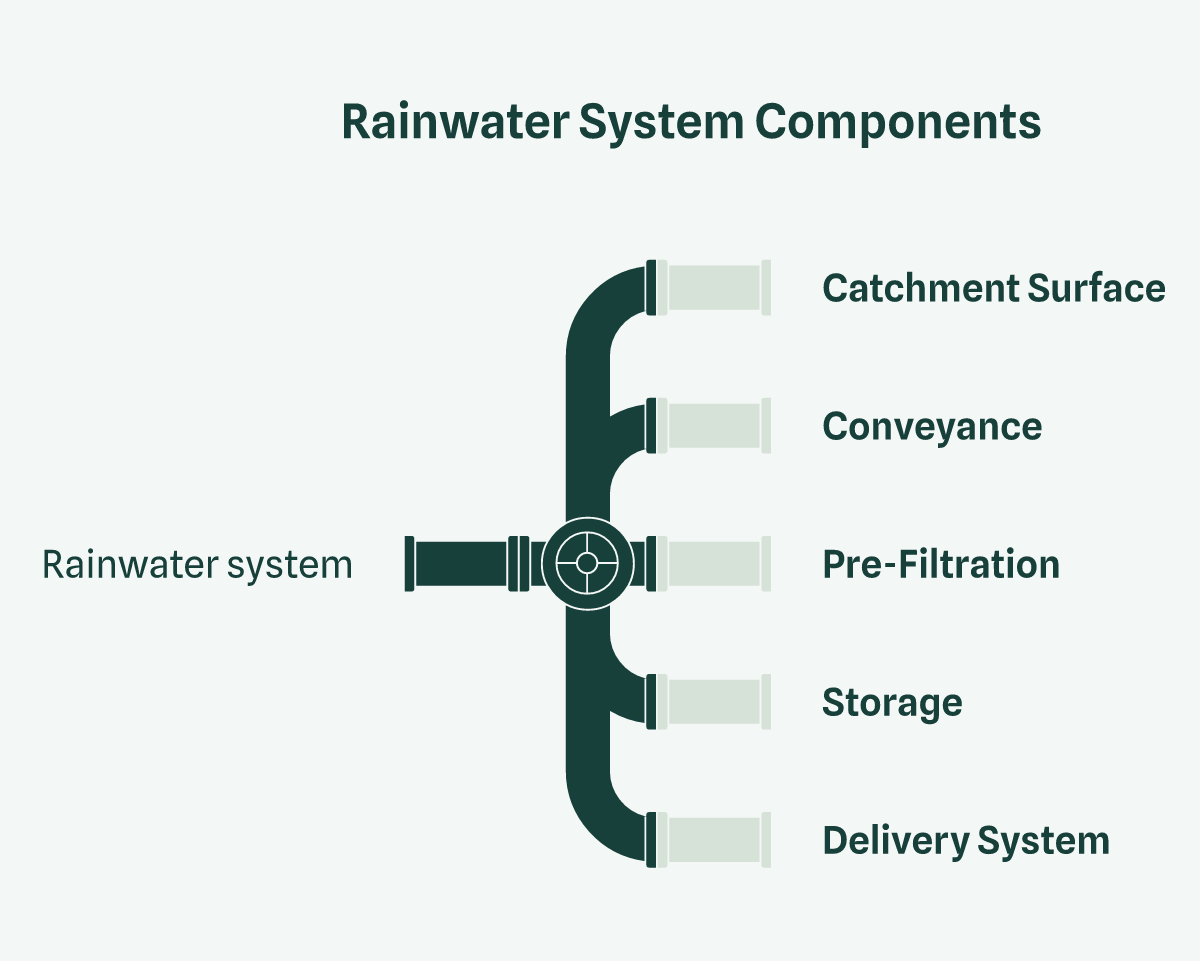 Rainwater System Components
Catchment Surface
Conveyance
Rainwater system
Pre-Filtration
Storage
Delivery System